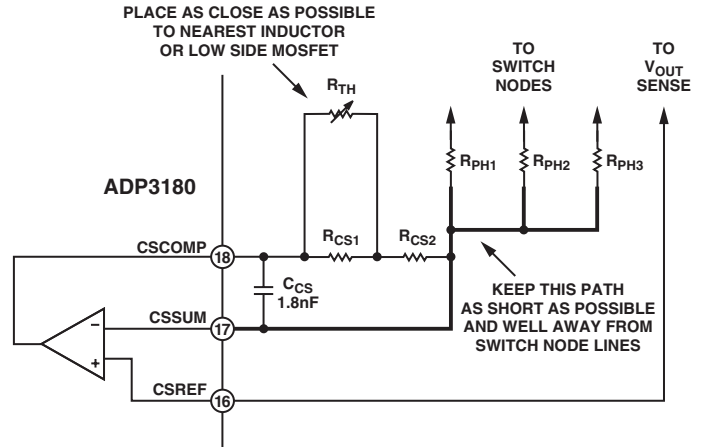 PLACE AS CLOSE AS POSSIBLE
TO NEAREST INDUCTOR
OR LOW SIDE MOSFET
TO
SWITCH
NODES
TO
VOUT
SENSE
RTH
RPH1
RPH2
RPH3
ADP3180
CSCOMP
18
RCS1
RCS2
CCS
1.8nF
KEEP THIS PATH
AS SHORT AS POSSIBLE
AND WELL AWAY FROM
SWITCH NODE LINES
CSSUM
17
–
+
CSREF
16